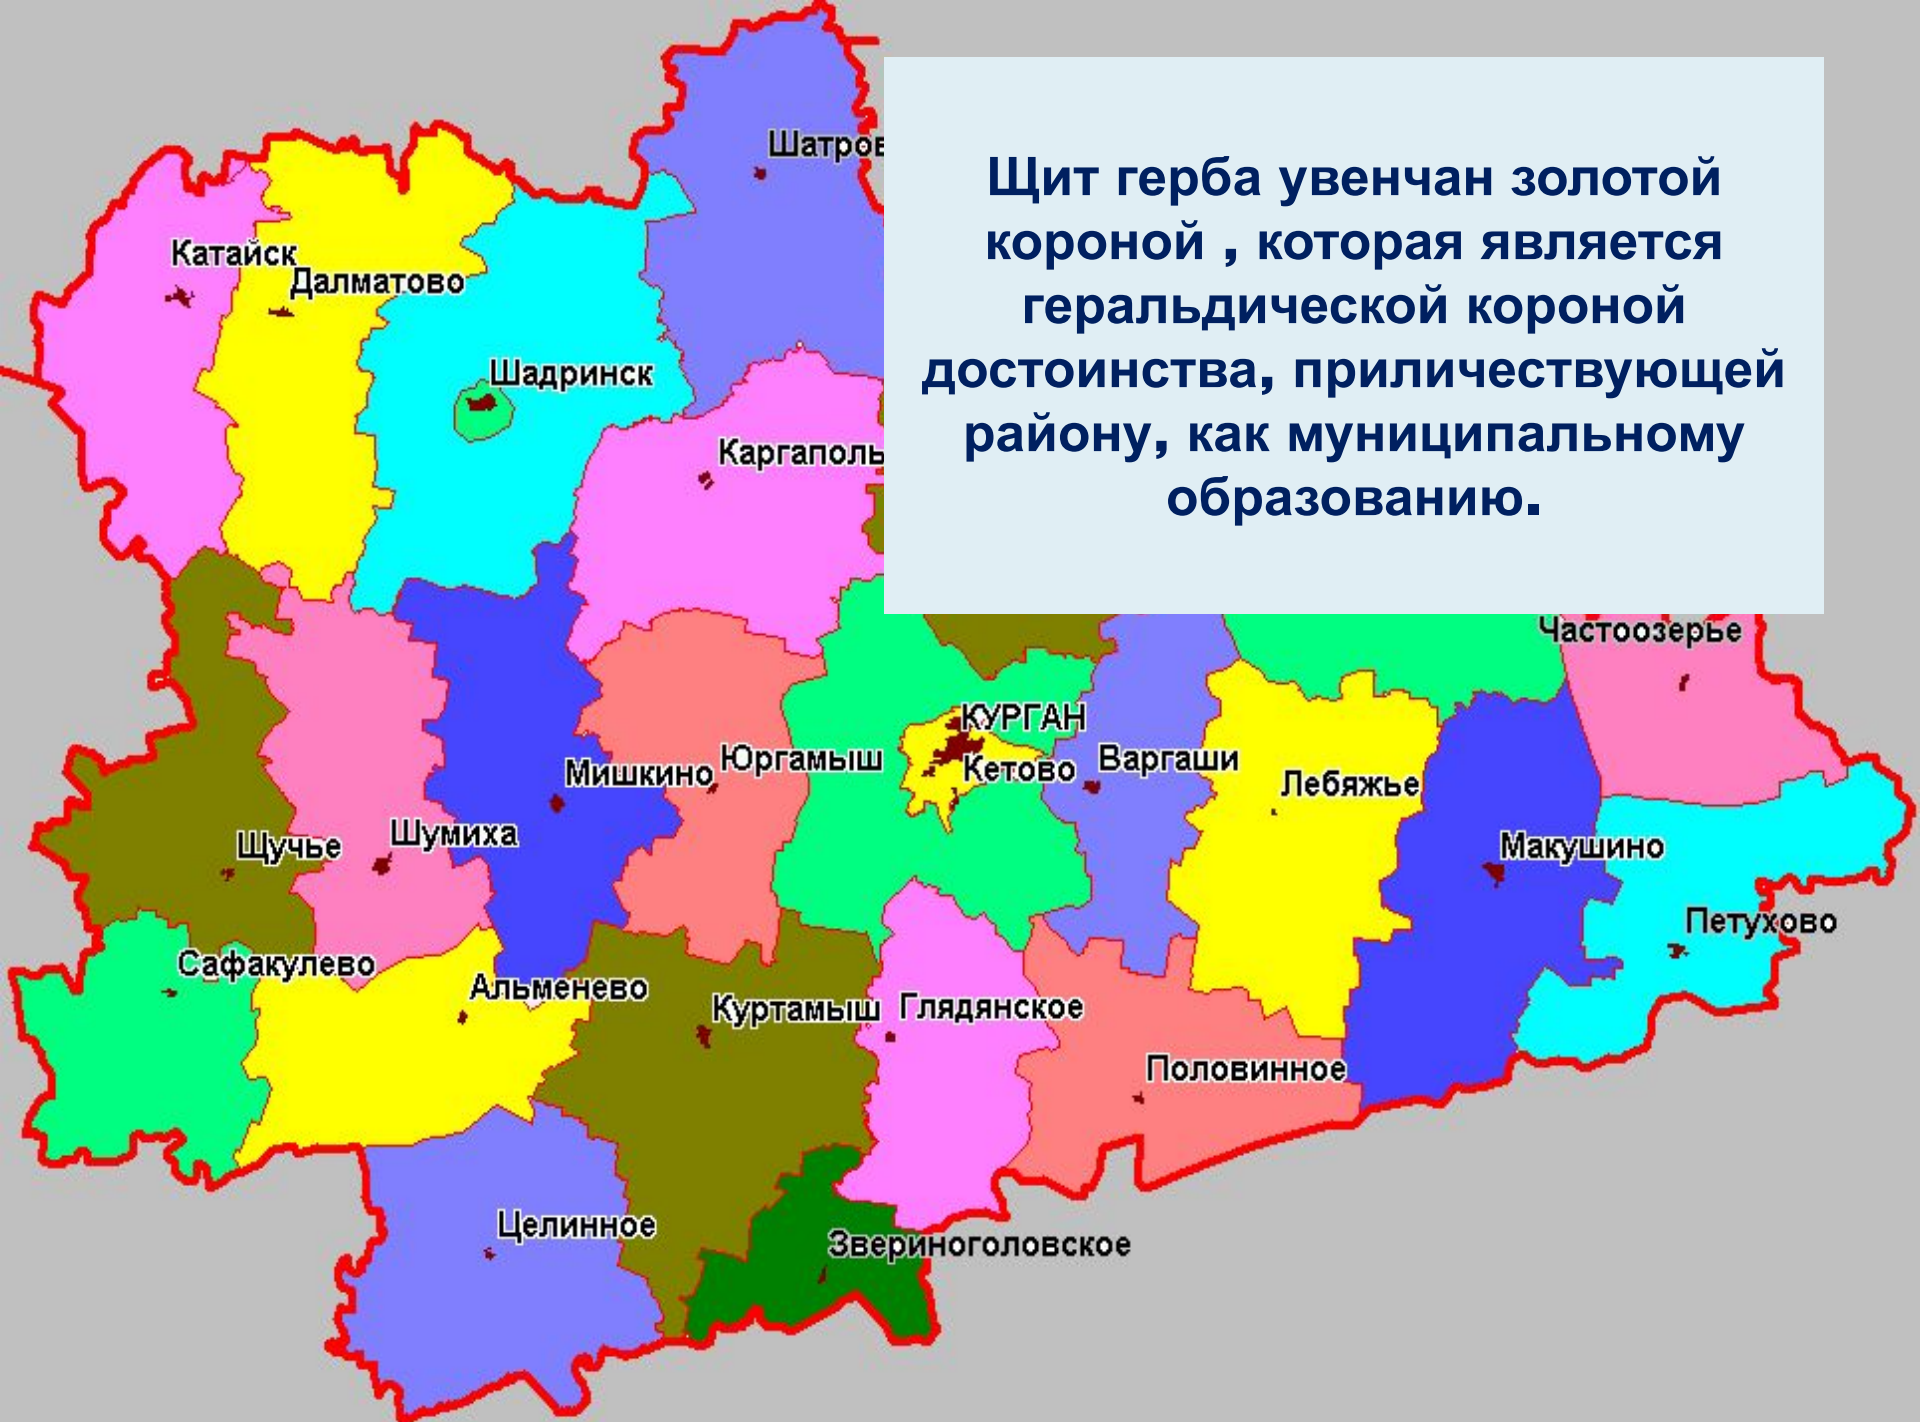 Шатров
Щит герба увенчан золотой
короной , которая является
геральдической короной
достоинства, приличествующей
району, как муниципальному
образованию.
Катайск
Далматово
Шадринск
Каргаполь
Частоозерье
КУРГАН
Кетово
Варгаши
Юргамыш
Мишкино
Лебяжье
Шумиха
Щучье
Макушино
Петухово
Сафакулево
Альменево
Куртамыш
Глядянское
Половинное
Целинное
Звериноголовское